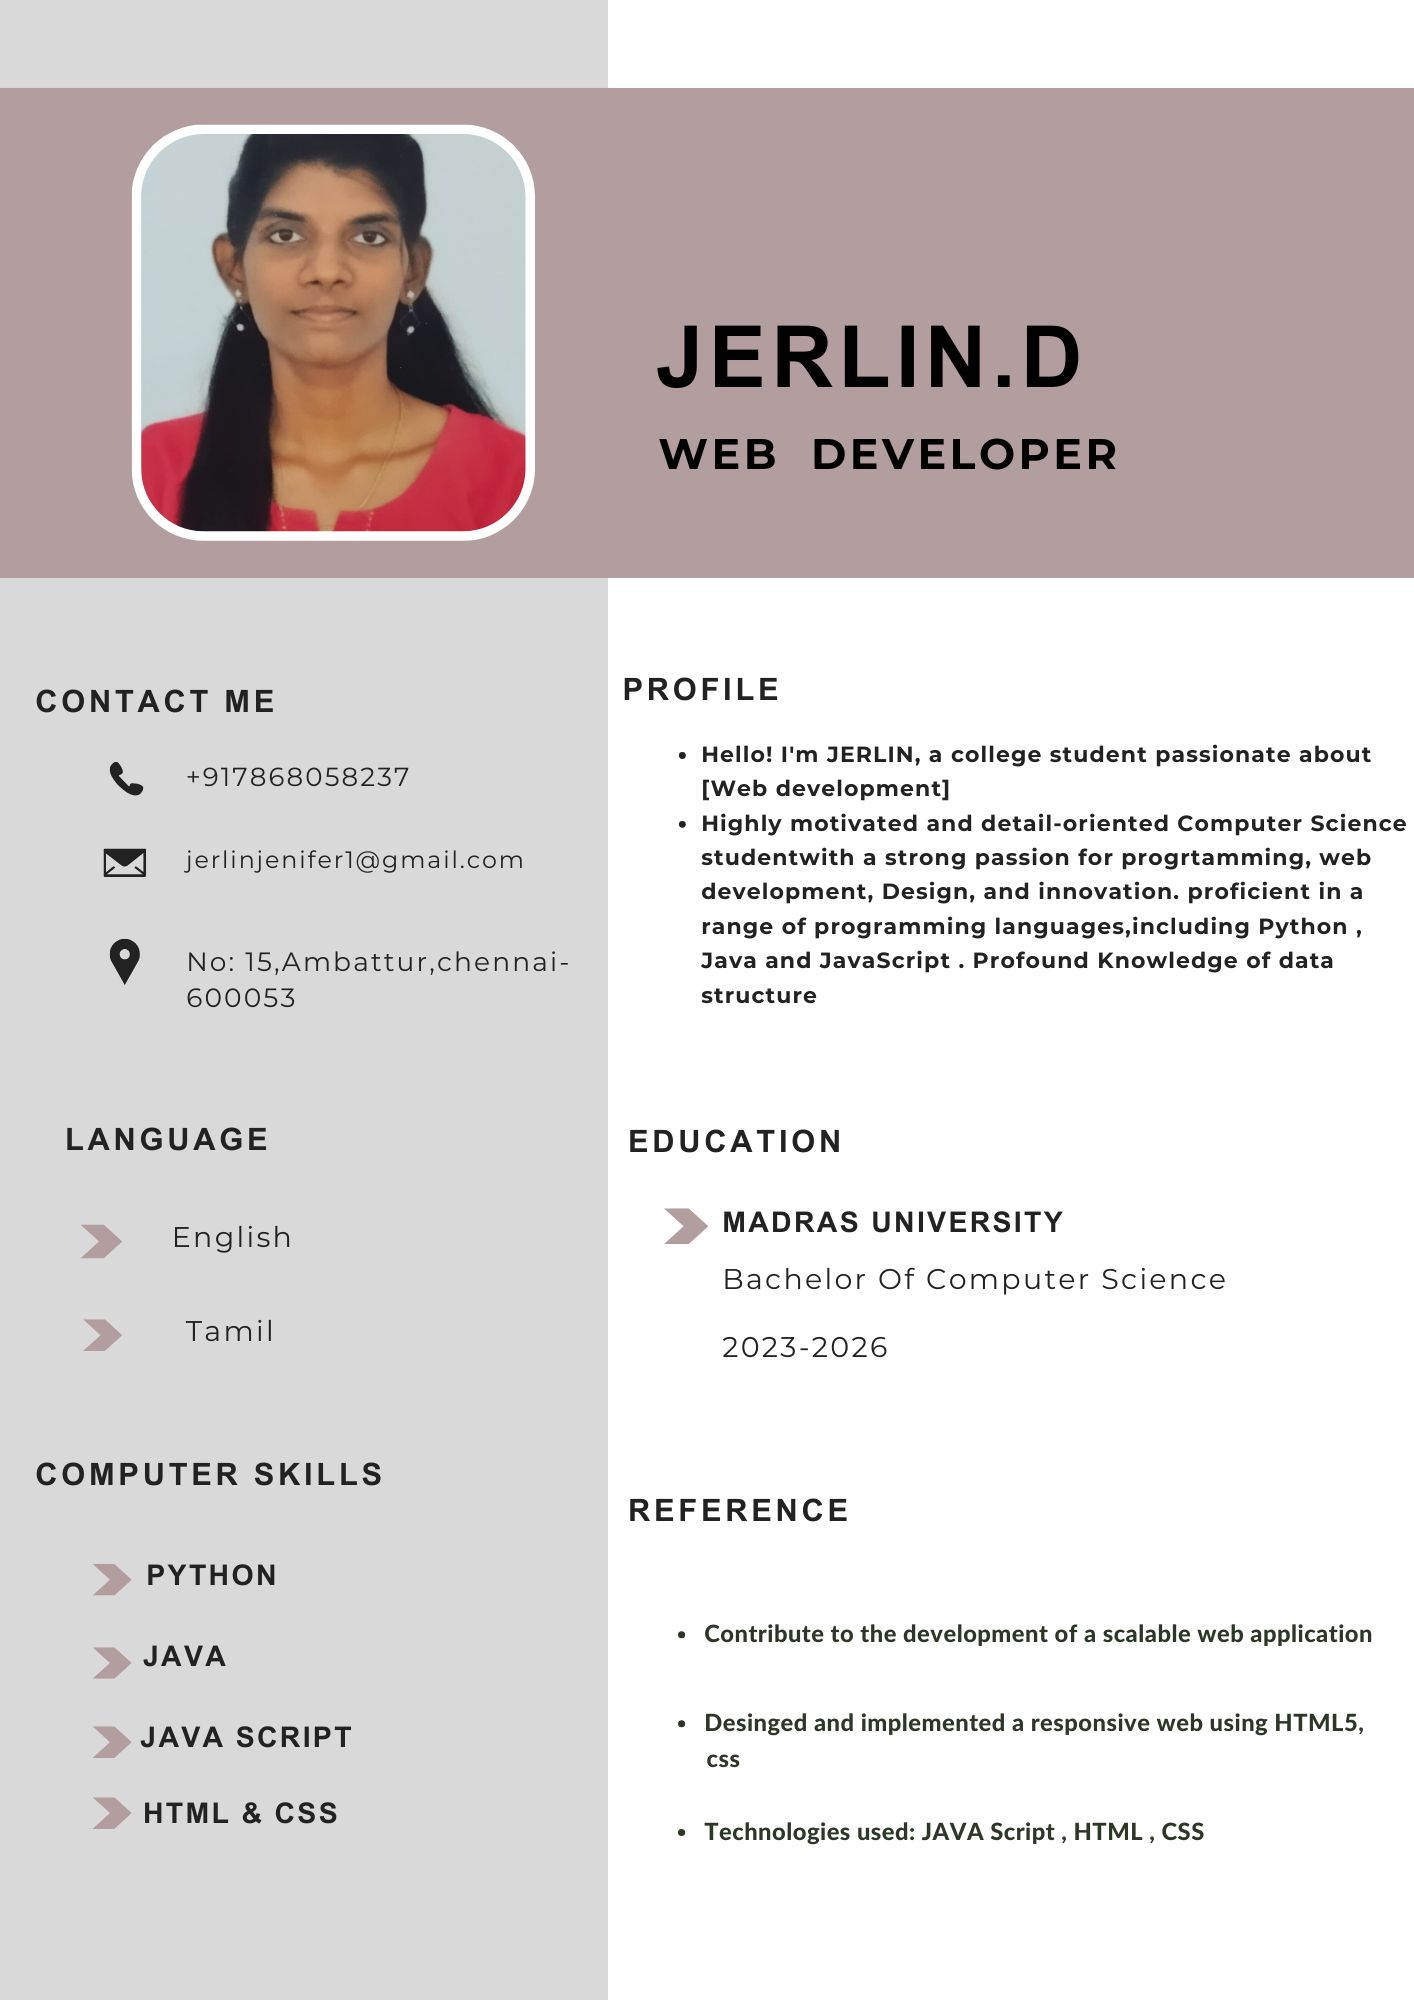 JERLIN.D
WEB DEVELOPER
CONTACT ME
+917868058237
jerlinjenifer1@gmail.com
No: 15,Ambattur,chennai-
600053
LANGUAGE
English
Tamil
COMPUTER SKILLS
PYTHON
JAVA
JAVA SCRIPT
HTML & CSS
PROFILE
Hello! I'm JERLIN, a college student passionate about
[Web development]
Highly motivated and detail-oriented Computer Science
studentwith a strong passion for progrtamming, web
development, Design, and innovation. proficient in a
range of programming languages,including Python ,
Java and JavaScript . Profound Knowledge of data
structure
EDUCATION
MADRAS UNIVERSITY
Bachelor Of Computer Science
2023-2026
REFERENCE
Contribute to the development of a scalable web application
Desinged and implemented a responsive web using HTML5,
css
Technologies used: JAVA Script , HTML , CSS